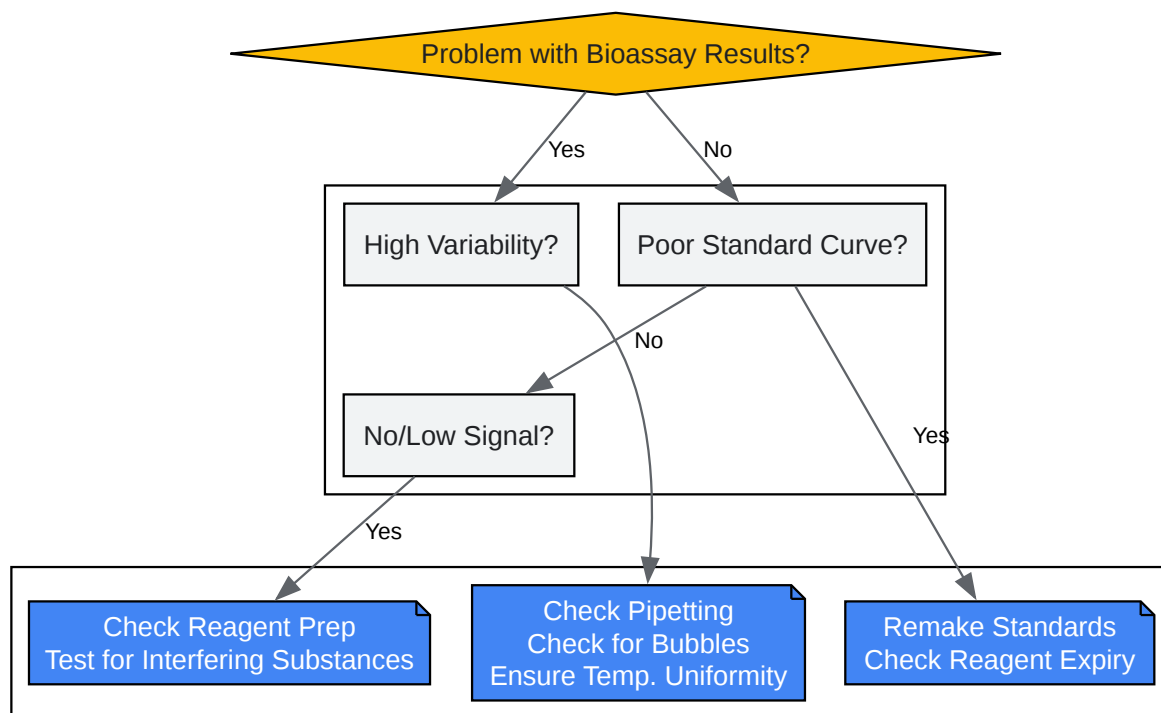 Problem with Bioassay Results?
Yes
No
High Variability?
Poor Standard Curve?
No
No/Low Signal?
Yes
Yes
Check Reagent Prep
Test for Interfering Substances
Check Pipetting
Check for Bubbles
Ensure Temp. Uniformity
Remake Standards
Check Reagent Expiry